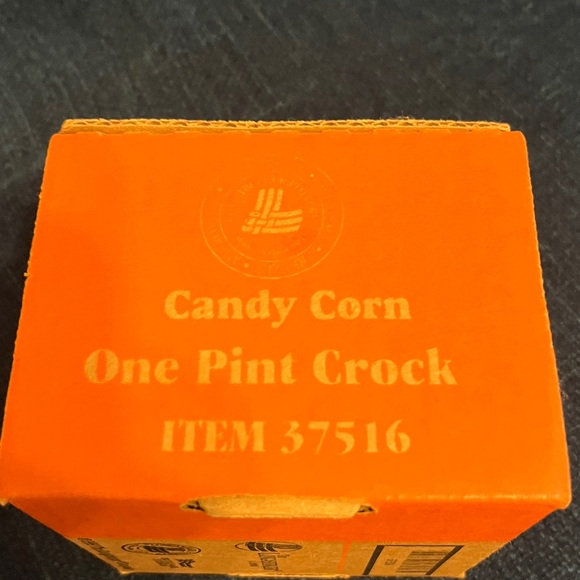 Candy Corn
One Pint Crock
ITEM 37516